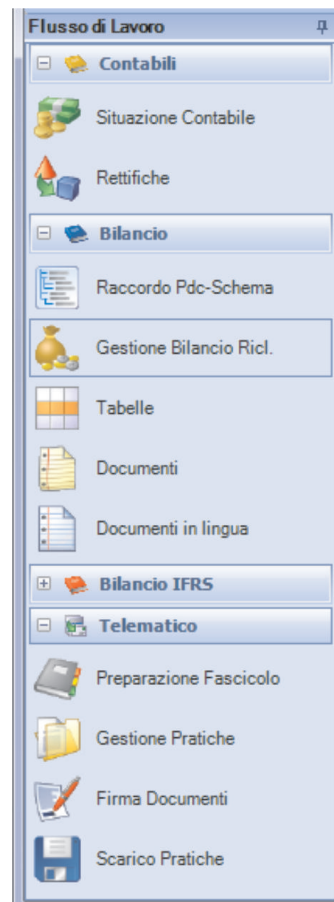 Flusso di Lavoro
Contabili
Situazione Contabile
Rettifiche
Bilancio
Raccordo Pdc-Schema
Gestione Bilancio Ricl.
Tabelle
Documenti
Documenti in lingua
Bilancio IFRS
Telematico
Preparazione Fascicolo
Gestione Pratiche
Firma Documenti
Scarico Pratiche